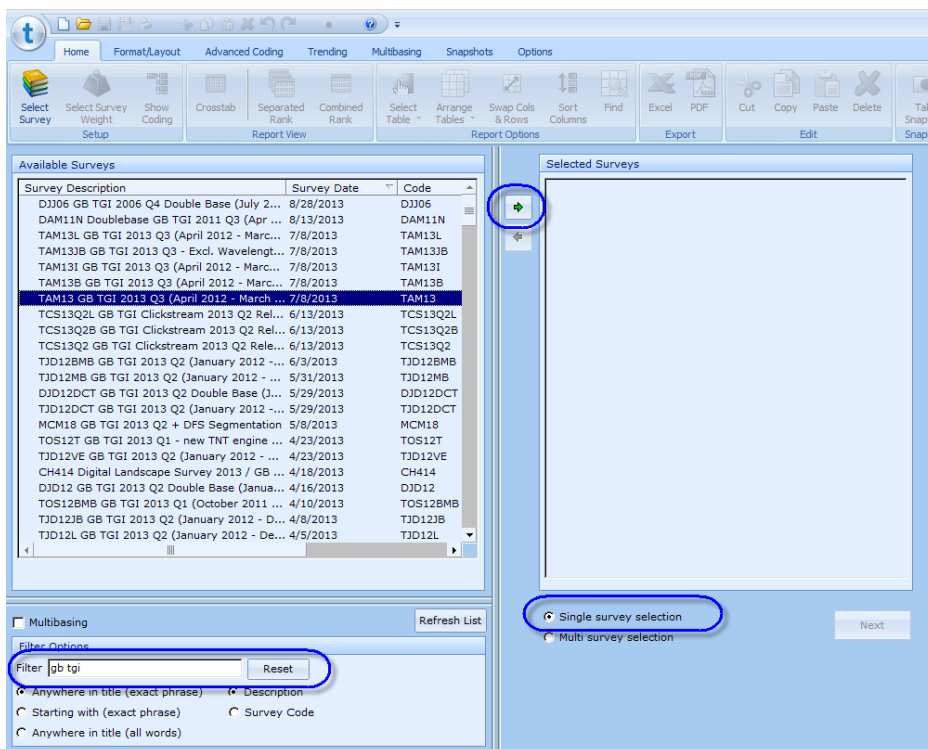 t
Home Format/Layout Advanced Coding Trending Multibasing Snapshots Options
Select Survey Select Survey Weight Show Coding Crosstab Separated Rank Combined Rank Select Table Arrange Tables Swap Cols & Rows Sort Columns Find Excel PDF Cut Copy Paste Delete
Setup Report View Report Options Export Edit
Available Surveys
Selected Surveys
Survey Description Survey Date Code
DJJ06 GB TGI 2006 Q4 Double Base (July 2... 8/28/2013 DJJ06
DAM11N Doublebase GB TGI 2011 Q3 (Apr ... 8/13/2013 DAM11N
TAM13L GB TGI 2013 Q3 (April 2012 - Marc... 7/8/2013 TAM13L
TAM13JB GB TGI 2013 Q3 - Excl. Wavelengt... 7/8/2013 TAM13JB
TAM13I GB TGI 2013 Q3 (April 2012 - Marc... 7/8/2013 TAM13I
TAM13B GB TGI 2013 Q3 (April 2012 - Marc... 7/8/2013 TAM13B
TAM13 GB TGI 2013 Q3 (April 2012 - March ... 7/8/2013 TAM13
TCS13Q2L GB TGI Clickstream 2013 Q2 Rel... 6/13/2013 TCS13Q2L
TCS13Q2B GB TGI Clickstream 2013 Q2 Rel... 6/13/2013 TCS13Q2B
TCS13Q2 GB TGI Clickstream 2013 Q2 Rele... 6/13/2013 TCS13Q2
TJD12BMB GB TGI 2013 Q2 (January 2012 -... 6/3/2013 TJD12BMB
TJD12MB GB TGI 2013 Q2 (January 2012 - ... 5/31/2013 TJD12MB
DJD12DCT GB TGI 2013 Q2 Double Base (J... 5/29/2013 DJD12DCT
TJD12DCT GB TGI 2013 Q2 (January 2012 -... 5/29/2013 TJD12DCT
MCM18 GB TGI 2013 Q2 + DFS Segmentation 5/8/2013 MCM18
TOS12T GB TGI 2013 Q1 - new TNT engine ... 4/23/2013 TOS12T
TJD12VE GB TGI 2013 Q2 (January 2012 - ... 4/23/2013 TJD12VE
CH414 Digital Landscape Survey 2013 / GB ... 4/18/2013 CH414
DJD12 GB TGI 2013 Q2 Double Base (Janua... 4/16/2013 DJD12
TOS12BMB GB TGI 2013 Q1 (October 2011 ... 4/10/2013 TOS12BMB
TJD12JB GB TGI 2013 Q2 (January 2012 - D... 4/8/2013 TJD12JB
TJD12L GB TGI 2013 Q2 (January 2012 - De... 4/5/2013 TJD12L
Multibasing Refresh List
Filter Options
Filter gb tgi Reset
Anywhere in title (exact phrase) Description
Starting with (exact phrase) Survey Code
Anywhere in title (all words)
Single survey selection
Multi survey selection
Next